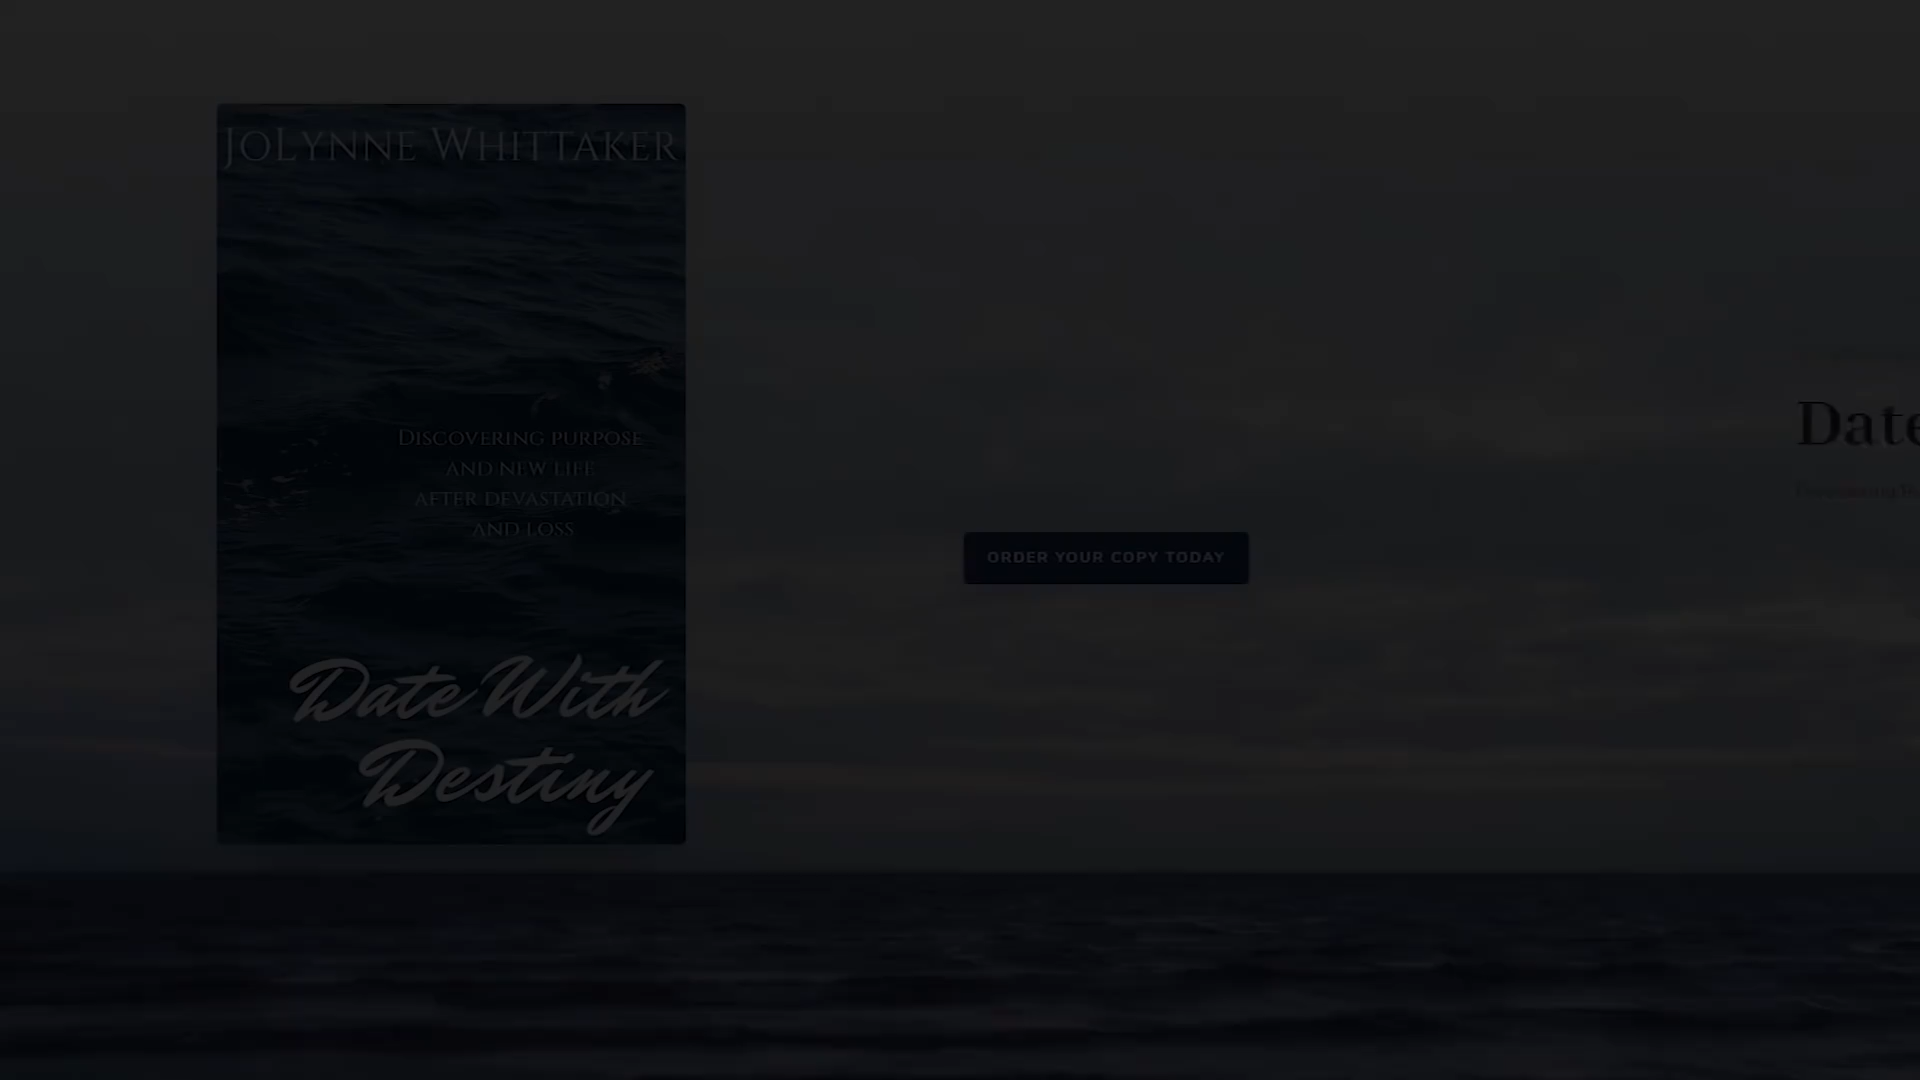 JoLynne Whittaker
Discovering purpose
and new life
after devastation
and loss
Date With
Destiny
ORDER YOUR COPY TODAY
Date